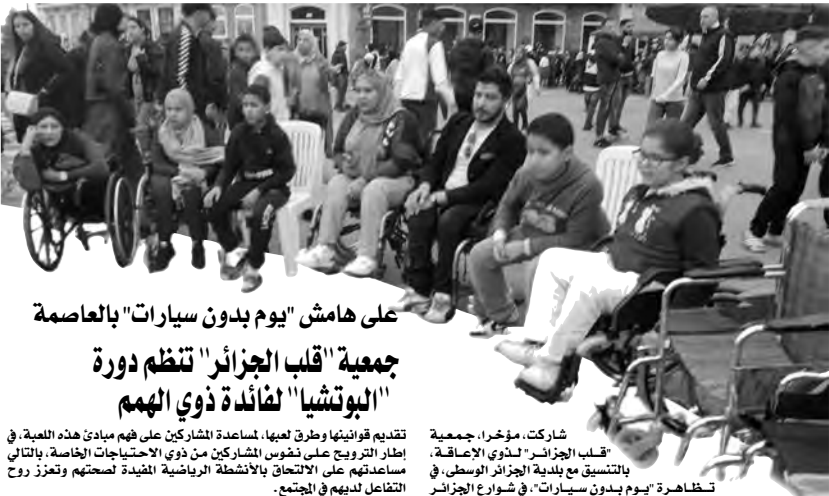 على هامش "يوم بدون سيارات" بالعاصمة
جمعية "قلب الجزائر" تنظم دورة
"البوتشيا" لفائدة ذوي الهمم
شاركت، مؤخرا، جمعية
"قلب الجزائر" لذوي الإعاقة،
بالتنسيق مع بلدية الجزائر الوسطى، في
تظاهرة "يوم بدون سيارات"، في شوارع الجزائر
تقديم قوانينها وطرق لعبها، لمساعدة المشاركين على فهم مبادئ هذه اللعبة، في
إطار الترويح على نفوس المشاركين من ذوي الاحتياجات الخاصة، بالتالي
مساعدتهم على الالتحاق بالأنشطة الرياضية المفيدة لصحتهم وتعزز روح
التفاعل لديهم في المجتمع.